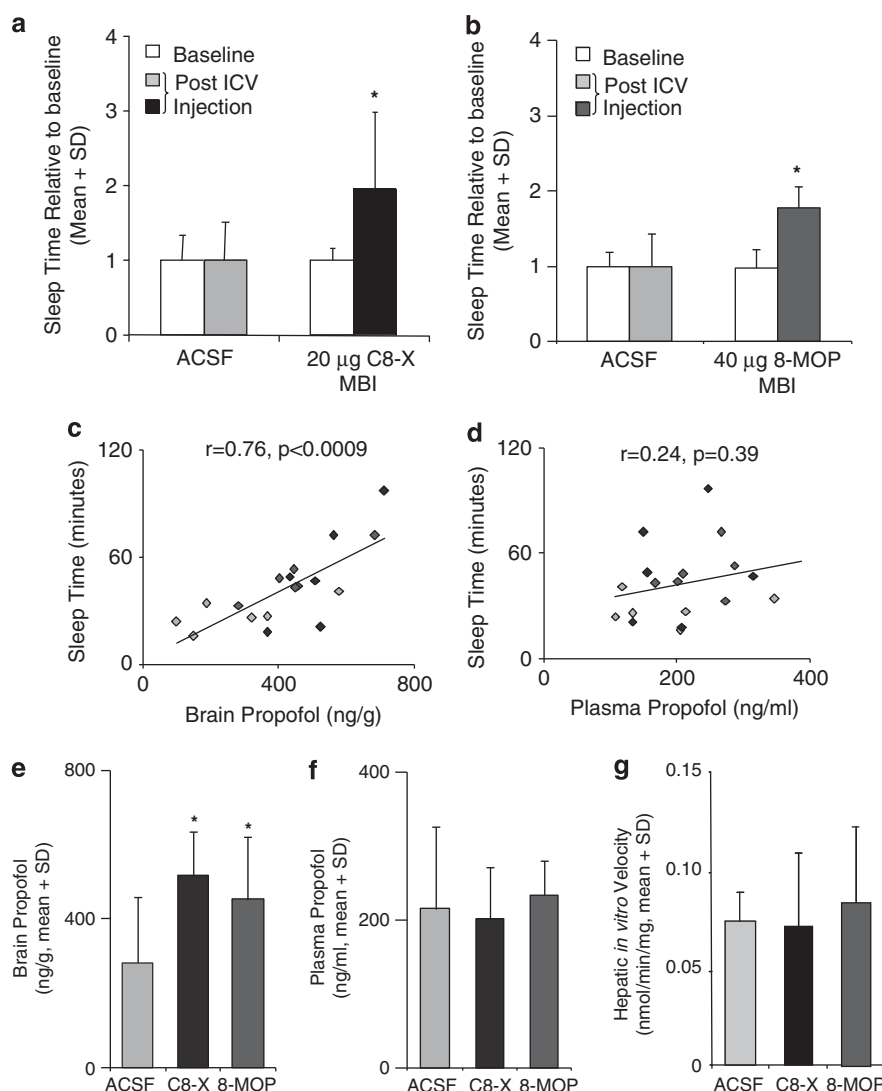 a
Sleep Time Relative to baseline
(Mean + SD)
4
3
2
1
0
Baseline
Post ICV
Injection
*
ACSF
20 µg C8-X
MBI
b
Sleep Time Relative to baseline
(Mean + SD)
4
3
2
1
0
Baseline
Post ICV
Injection
*
ACSF
40 µg 8-MOP
MBI
c
r=0.76, p<0.0009
Sleep Time (minutes)
120
60
0
0
400
800
Brain Propofol (ng/g)
d
r=0.24, p=0.39
Sleep Time (minutes)
120
60
0
0
200
400
Plasma Propofol (ng/ml)
e
Brain Propofol
(ng/g, mean + SD)
800
400
0
*
*
ACSF C8-X 8-MOP
f
Plasma Propofol
(ng/ml, mean + SD)
400
200
0
ACSF C8-X 8-MOP
g
Hepatic in vitro Velocity
(nmol/min/mg, mean + SD)
0.15
0.10
0.05
0
ACSF C8-X 8-MOP